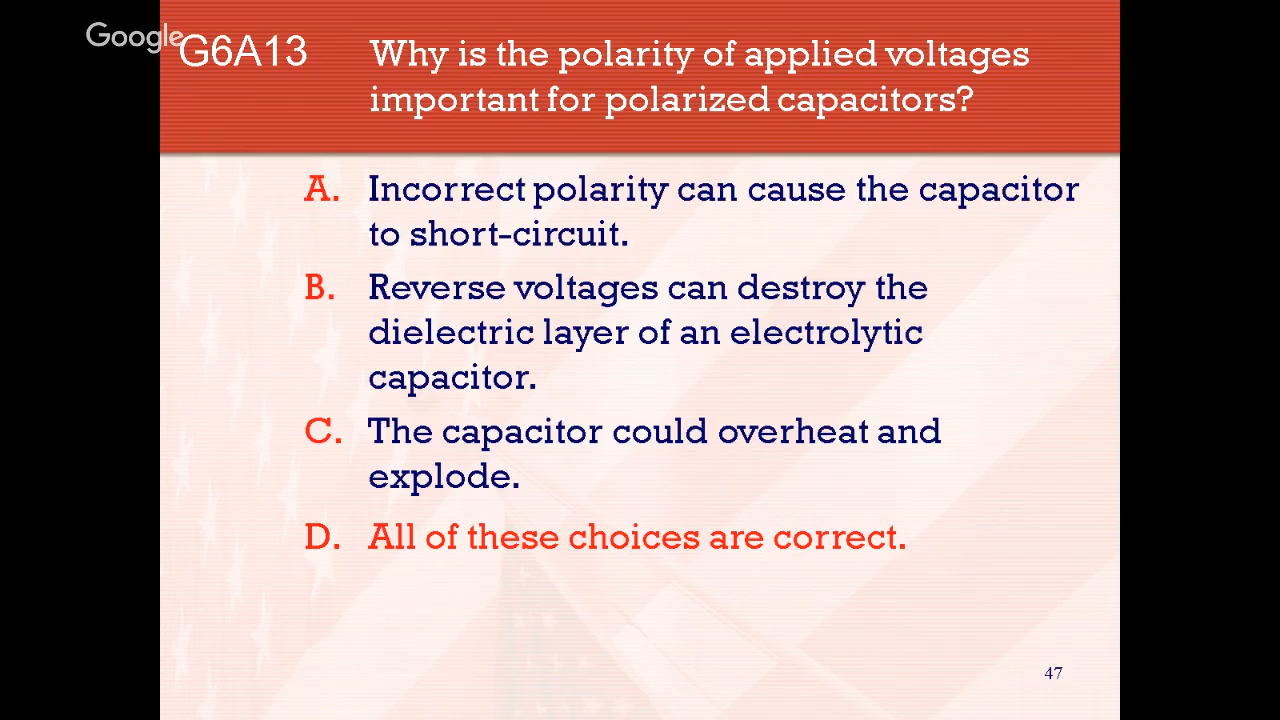 Google
G6A13 Why is the polarity of applied voltages
important for polarized capacitors?
A. Incorrect polarity can cause the capacitor
to short-circuit.
B. Reverse voltages can destroy the
dielectric layer of an electrolytic
capacitor.
C. The capacitor could overheat and
explode.
D. All of these choices are correct.
47